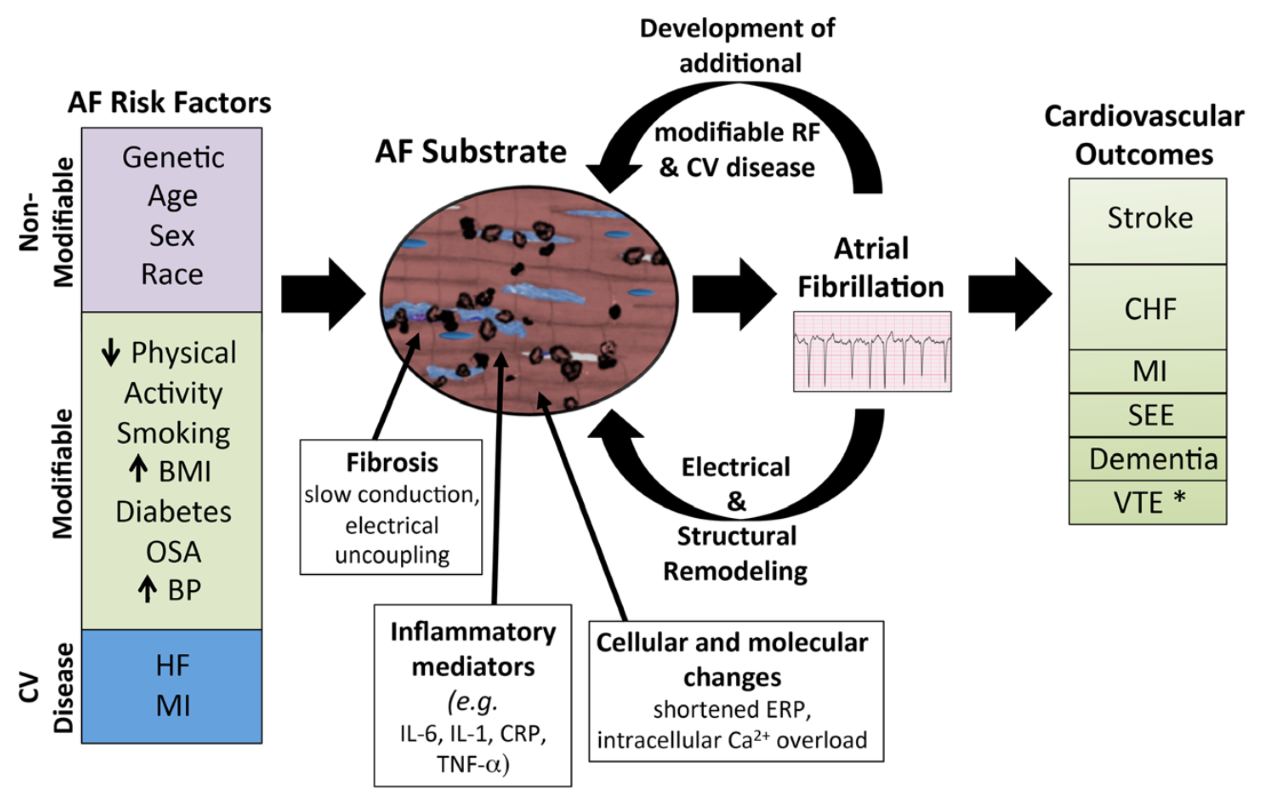 AF Risk Factors
Non-
Modifiable
Genetic
Age
Sex
Race
Modifiable
↓ Physical
Activity
Smoking
↑ BMI
Diabetes
OSA
↑ BP
CV
Disease
HF
MI
AF Substrate
Fibrosis
slow conduction,
electrical
uncoupling
Inflammatory
mediators
(e.g.
IL-6, IL-1, CRP,
TNF-α)
Cellular and molecular
changes
shortened ERP,
intracellular Ca²⁺ overload
Development of
additional
modifiable RF
& CV disease
Atrial
Fibrillation
Electrical
&
Structural
Remodeling
Cardiovascular
Outcomes
Stroke
CHF
MI
SEE
Dementia
VTE *